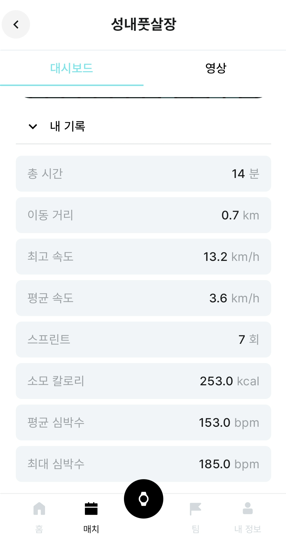 성내풋살장
대시보드 영상
내 기록
총 시간 14 분
이동 거리 0.7 km
최고 속도 13.2 km/h
평균 속도 3.6 km/h
스프린트 7 회
소모 칼로리 253.0 kcal
평균 심박수 153.0 bpm
최대 심박수 185.0 bpm
홈 매치 팀 내 정보